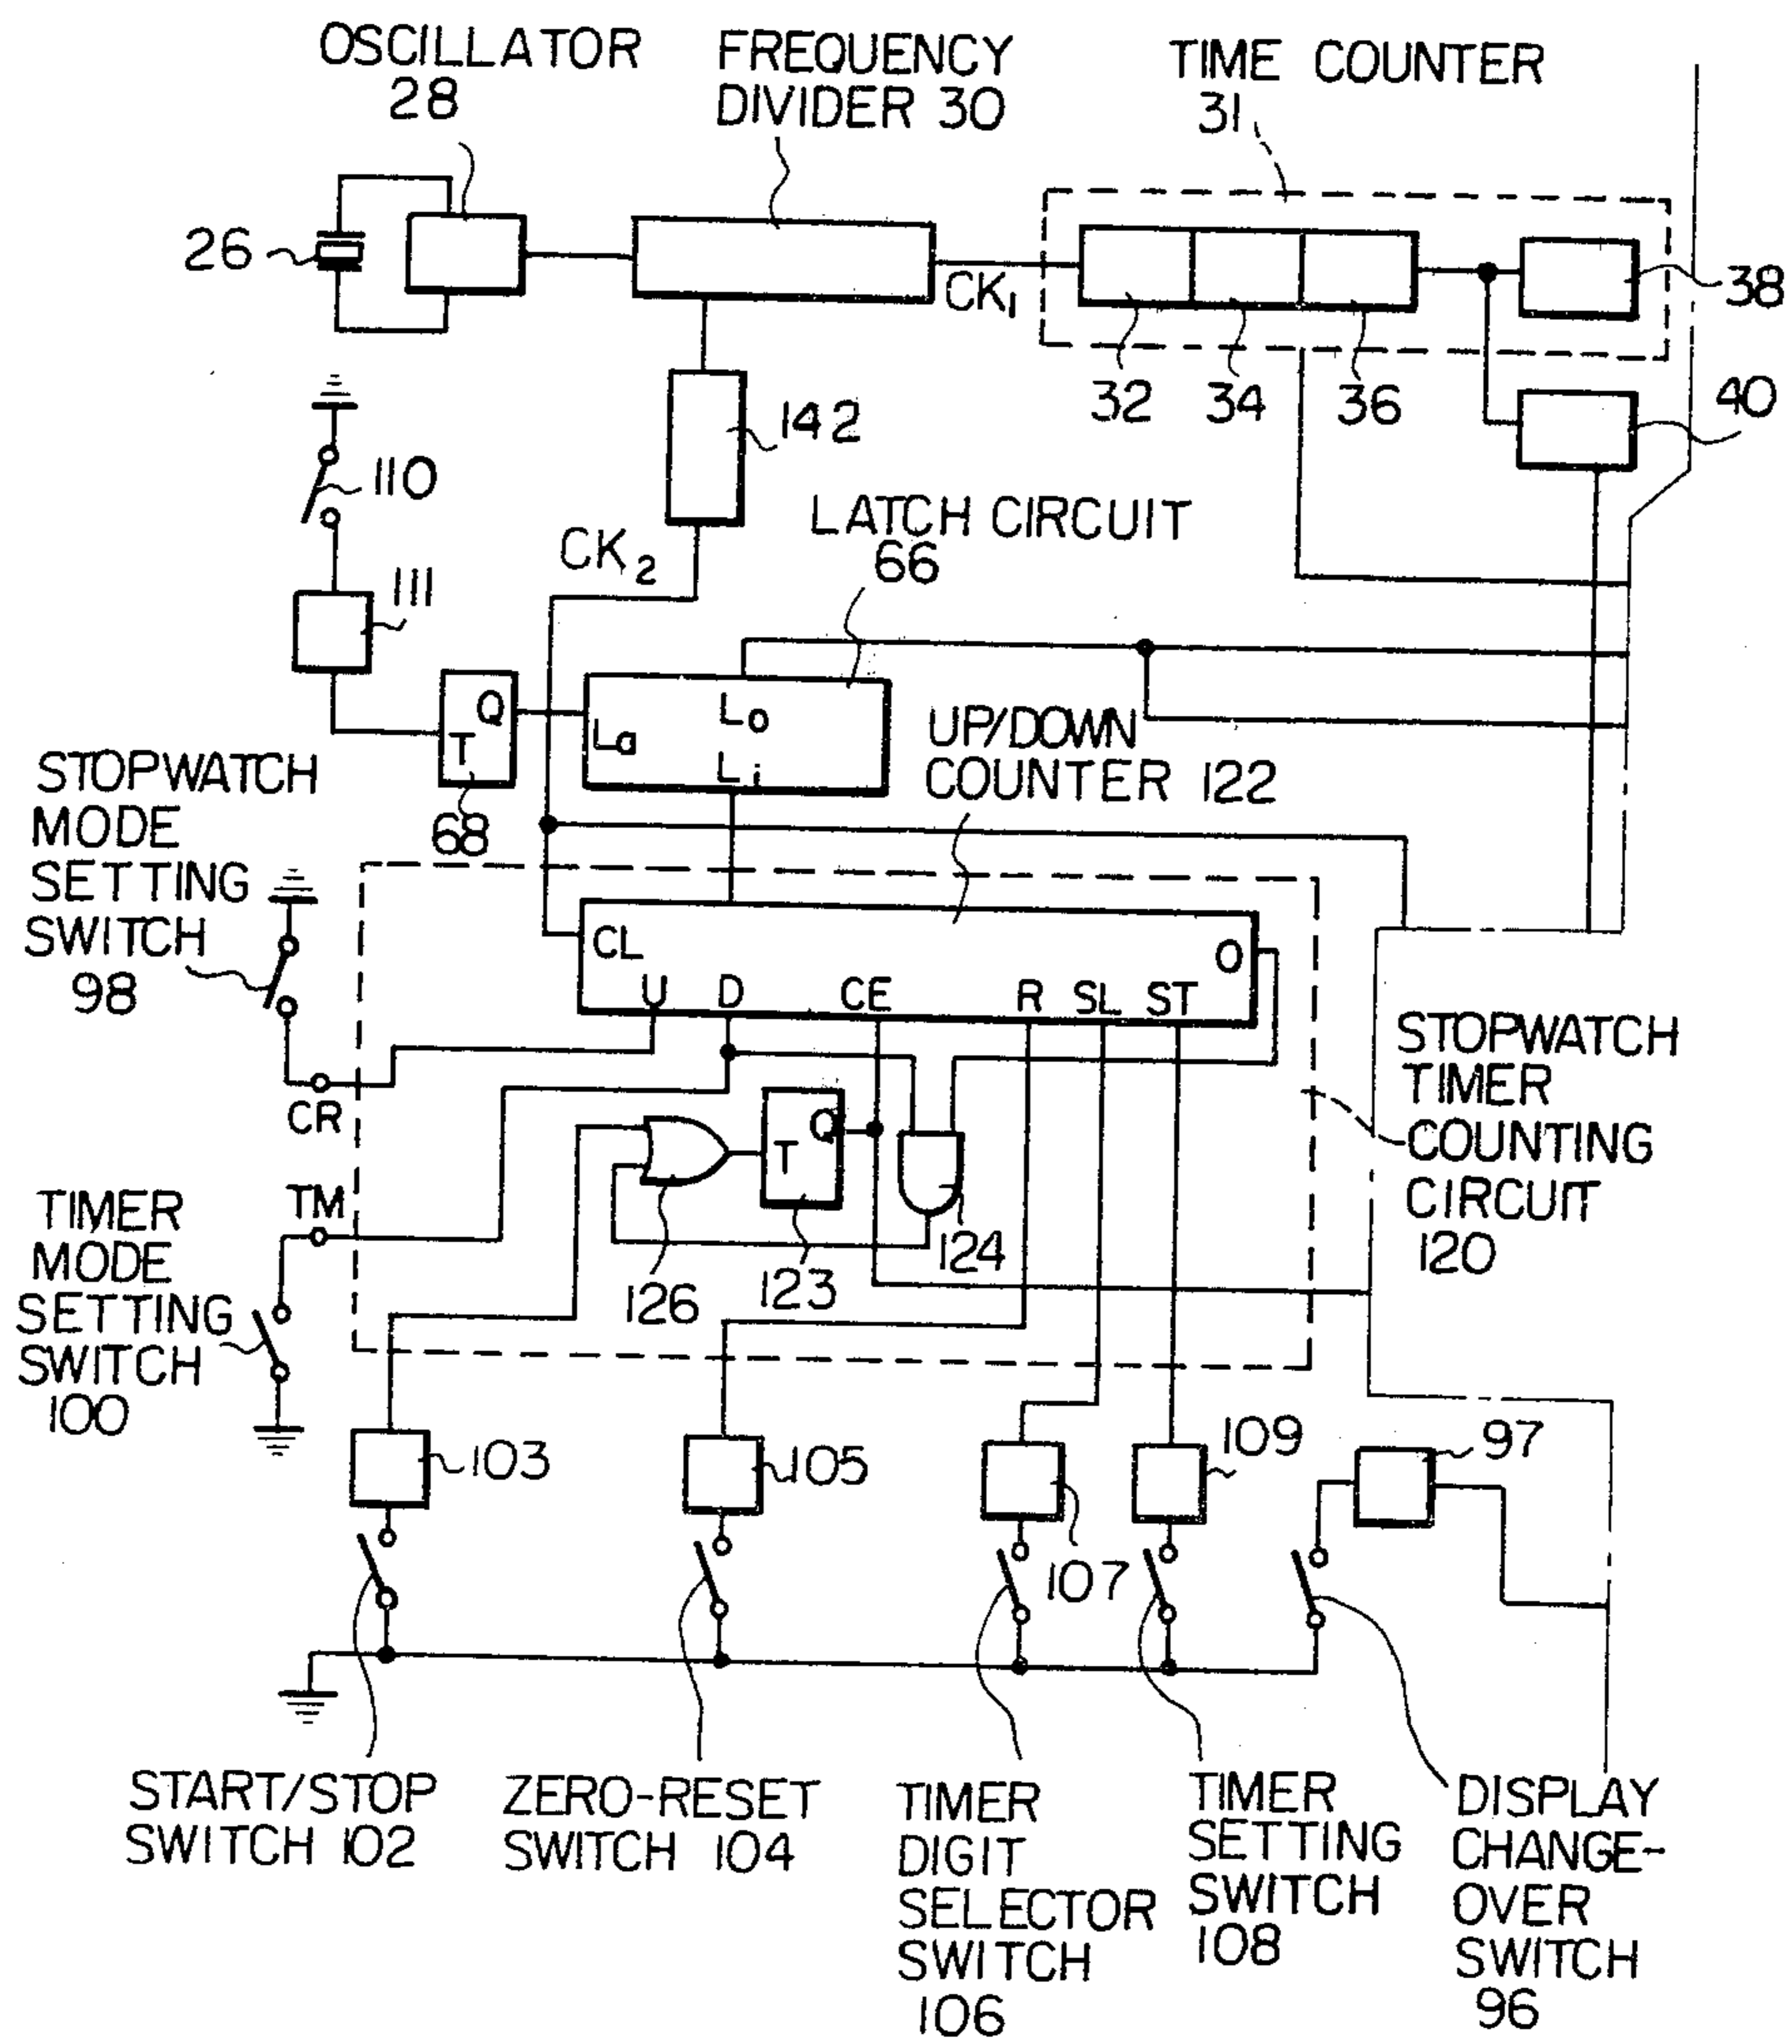 OSCILLATOR
28
FREQUENCY
DIVIDER 30
TIME COUNTER
31
26
CK1
32
34
36
38
40
142
110
111
CK2
LATCH CIRCUIT
66
Q
T
68
La
Lo
Li
UP/DOWN
COUNTER 122
STOPWATCH
MODE
SETTING
SWITCH
98
CL
U
D
CE
R
SL
ST
O
CR
STOPWATCH
TIMER
COUNTING
CIRCUIT
120
TM
TIMER
MODE
SETTING
SWITCH
100
Q
T
126
123
124
103
105
107
109
97
START/STOP
SWITCH 102
ZERO-RESET
SWITCH 104
TIMER
DIGIT
SELECTOR
SWITCH
106
TIMER
SETTING
SWITCH
108
DISPLAY
CHANGE-
OVER
SWITCH
96